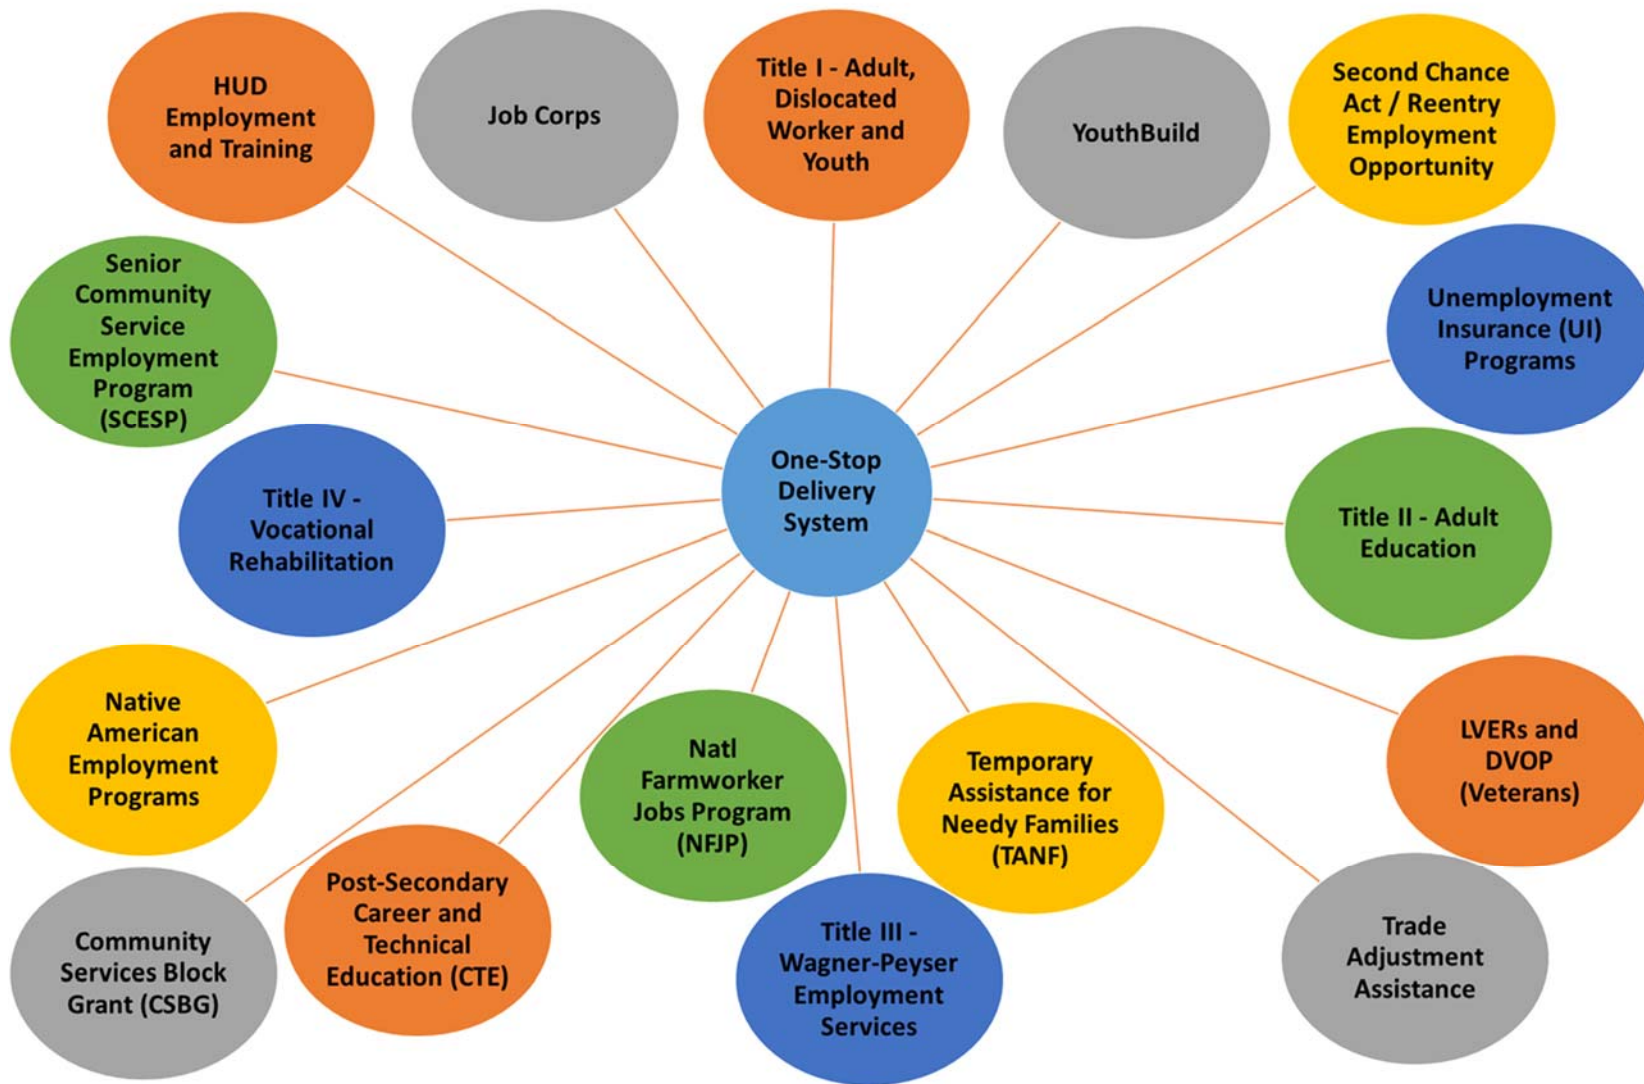 HUD
Employment
and Training
Job Corps
Title I - Adult,
Dislocated
Worker and
Youth
YouthBuild
Second Chance
Act / Reentry
Employment
Opportunity
Senior
Community
Service
Employment
Program
(SCESP)
Unemployment
Insurance (UI)
Programs
One-Stop
Delivery
System
Title IV -
Vocational
Rehabilitation
Title II - Adult
Education
Native
American
Employment
Programs
Natl
Farmworker
Jobs Program
(NFJP)
Temporary
Assistance for
Needy Families
(TANF)
LVERs and
DVOP
(Veterans)
Community
Services Block
Grant (CSBG)
Post-Secondary
Career and
Technical
Education (CTE)
Title III -
Wagner-Peyser
Employment
Services
Trade
Adjustment
Assistance